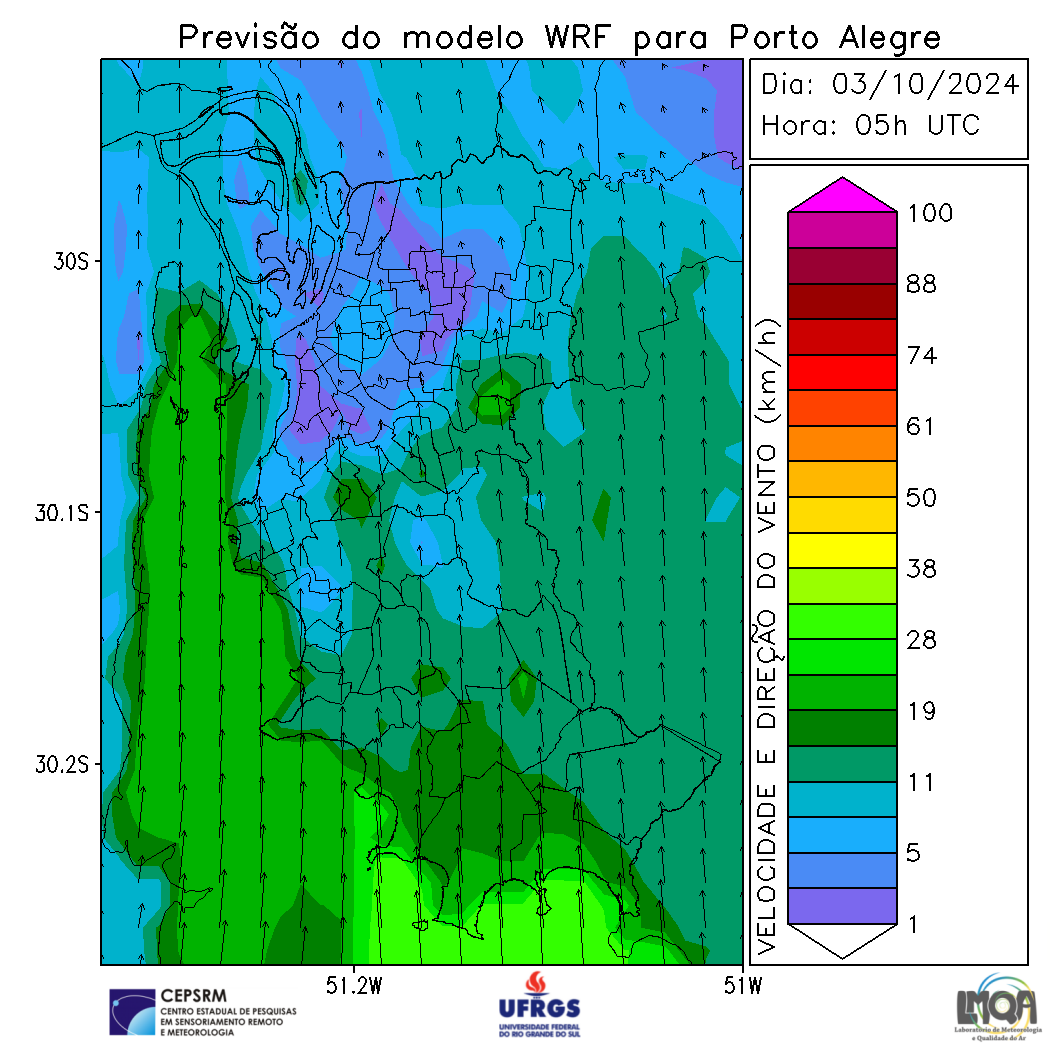 Previsão do modelo WRF para Porto Alegre
Dia: 03/10/2024
Hora: 05h UTC
30S
30.1S
30.2S
51.2W
51W
VELOCIDADE E DIREÇÃO DO VENTO (km/h)
100
88
74
61
50
38
28
19
11
5
1
CEPSRM
CENTRO ESTADUAL DE PESQUISAS
EM SENSORIAMENTO REMOTO
E METEOROLOGIA
UFRGS
UNIVERSIDADE FEDERAL
DO RIO GRANDE DO SUL
LMQA
Laboratório de Meteorologia
e Qualidade do Ar